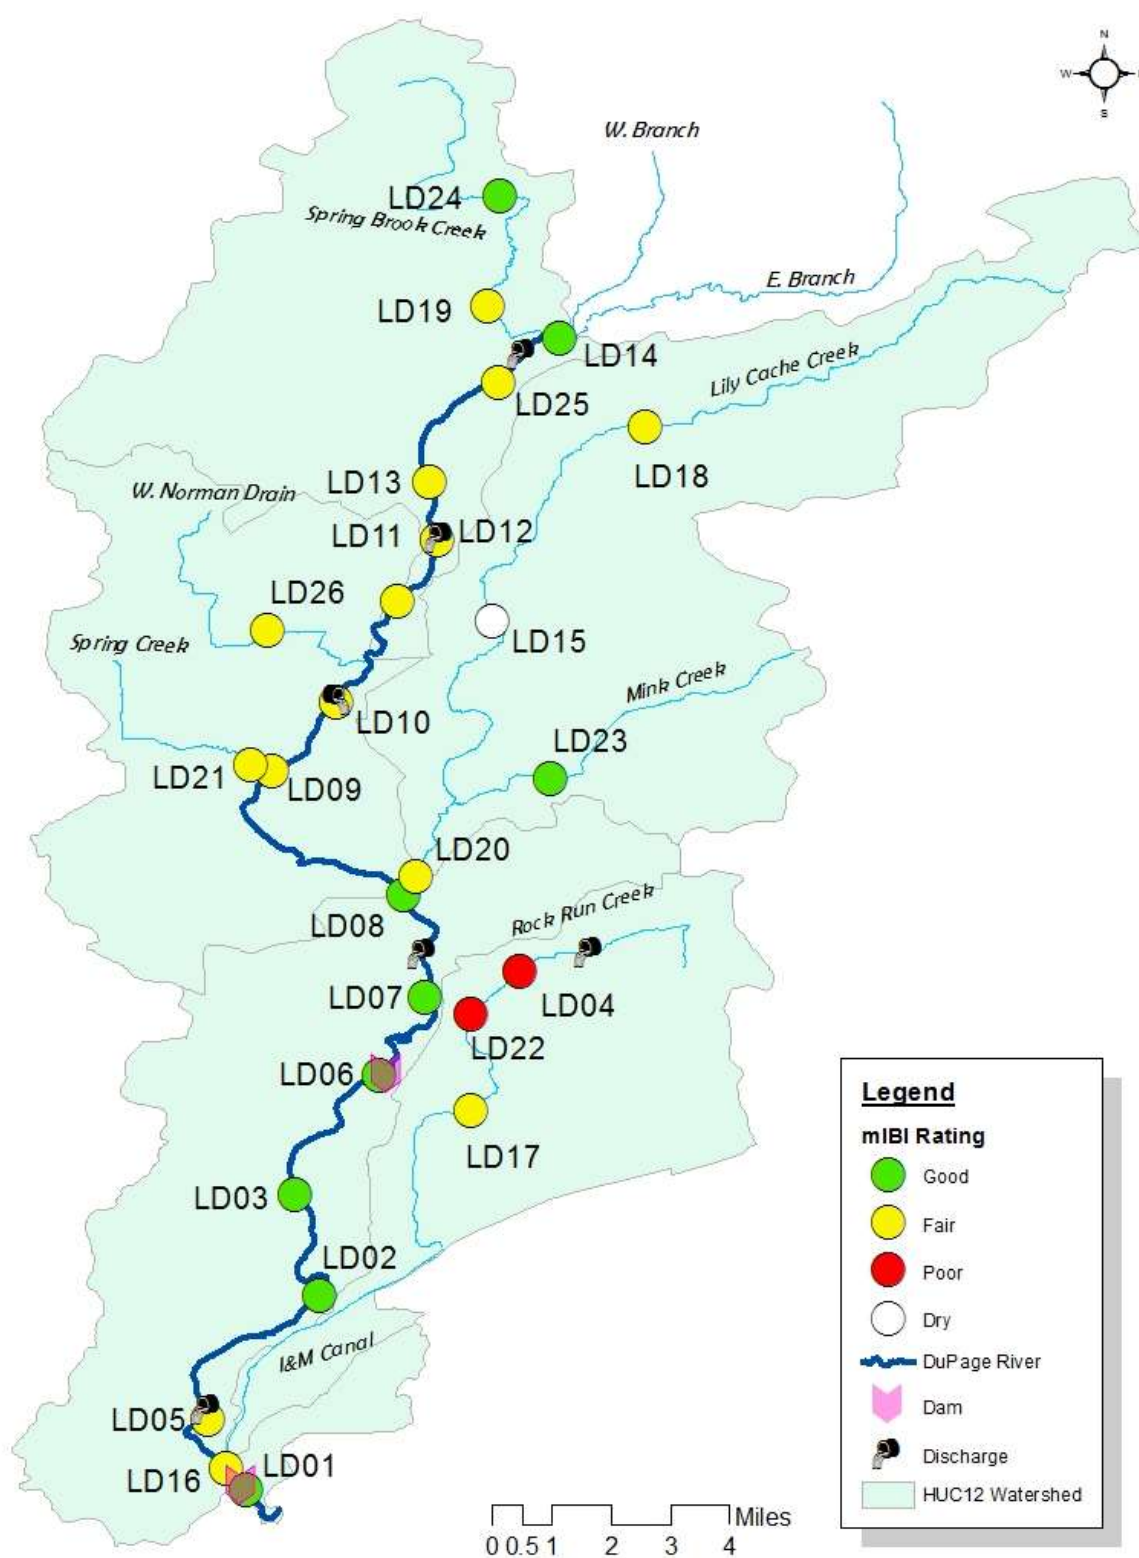 N
W
S
W. Branch
LD24
Spring Brook Creek
E. Branch
LD19
LD14
Lily Cache Creek
LD25
LD18
LD13
W. Norman Drain
LD11
LD12
LD26
LD15
Spring Creek
Mink Creek
LD10
LD23
LD21
LD09
LD20
Rock Run Creek
LD08
LD07
LD04
LD22
LD06
LD17
LD03
LD02
I&M Canal
LD05
LD01
LD16
Legend
mIBI Rating
Good
Fair
Poor
Dry
DuPage River
Dam
Discharge
HUC12 Watershed
Miles
0 0.5 1 2 3 4